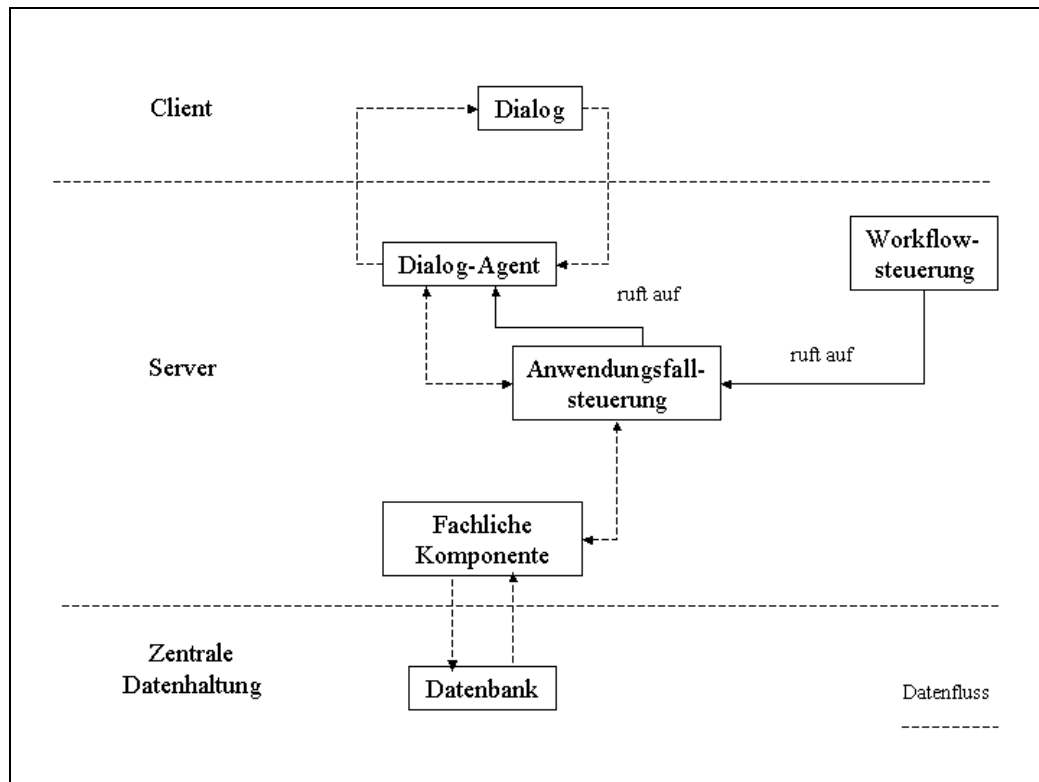 Client
Dialog
Dialog-Agent
Workflow-
steuerung
ruft auf
ruft auf
Server
Anwendungsfall-
steuerung
Fachliche
Komponente
Zentrale
Datenhaltung
Datenbank
Datenfluss